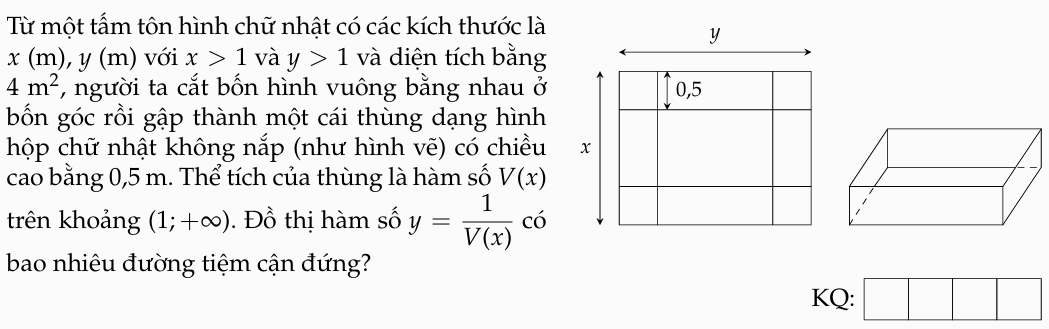 Từ một tấm tôn hình chữ nhật có các kích thước là
x (m), y (m) với x > 1 và y > 1 và diện tích bằng
4 m², người ta cắt bốn hình vuông bằng nhau ở
bốn góc rồi gập thành một cái thùng dạng hình
hộp chữ nhật không nắp (như hình vẽ) có chiều
cao bằng 0,5 m. Thể tích của thùng là hàm số V(x)
trên khoảng (1; +∞). Đồ thị hàm số y = 1/V(x) có
bao nhiêu đường tiệm cận đứng?
y
0,5
x
KQ: